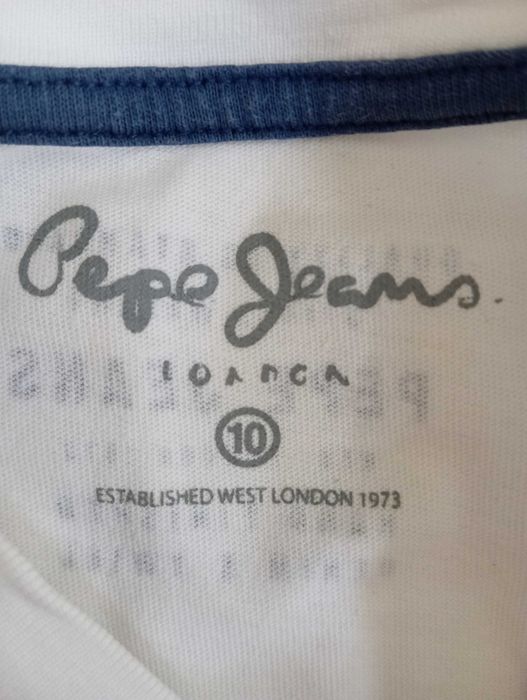 Pepe Jeans.
LONDON
10
ESTABLISHED WEST LONDON 1973